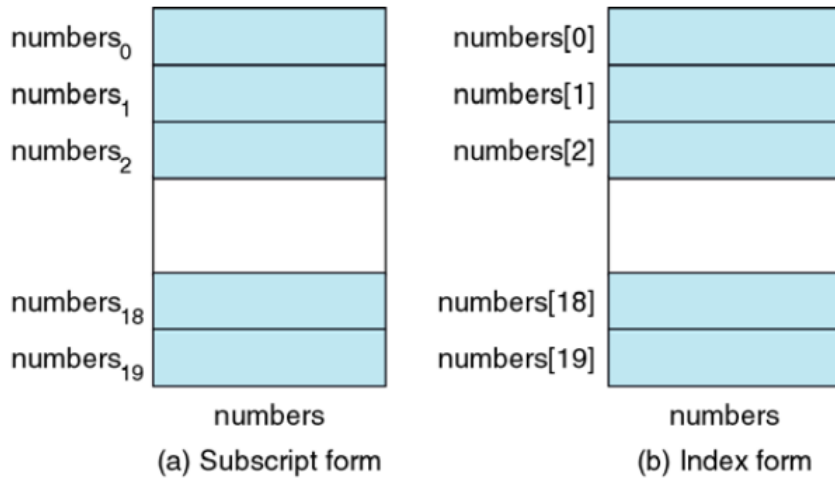 numbers₀ numbers[0]
numbers₁ numbers[1]
numbers₂ numbers[2]
numbers₁₈ numbers[18]
numbers₁₉ numbers[19]
numbers numbers
(a) Subscript form (b) Index form